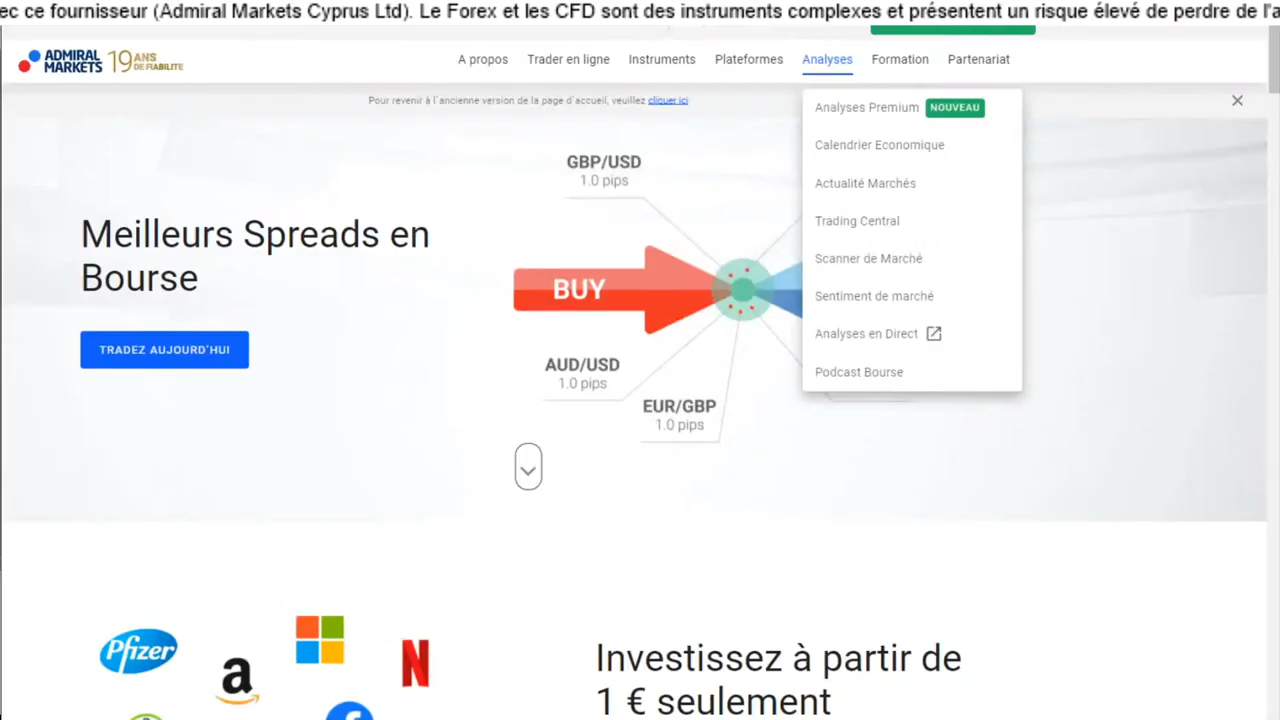 ec ce fournisseur (Admiral Markets Cyprus Ltd). Le Forex et les CFD sont des instruments complexes et présentent un risque élevé de perdre de l'a
ADMIRAL MARKETS 19 ANS DE FIABILITE
A propos Trader en ligne Instruments Plateformes Analyses Formation Partenariat
Pour revenir à l'ancienne version de la page d'accueil, veuillez cliquer ici
Analyses Premium NOUVEAU
Calendrier Economique
Actualité Marchés
Trading Central
Scanner de Marché
Sentiment de marché
Analyses en Direct
Podcast Bourse
Meilleurs Spreads en
Bourse
TRADEZ AUJOURD'HUI
GBP/USD
1.0 pips
BUY
AUD/USD
1.0 pips
EUR/GBP
1.0 pips
Pfizer
a
N
Investissez à partir de
1 € seulement